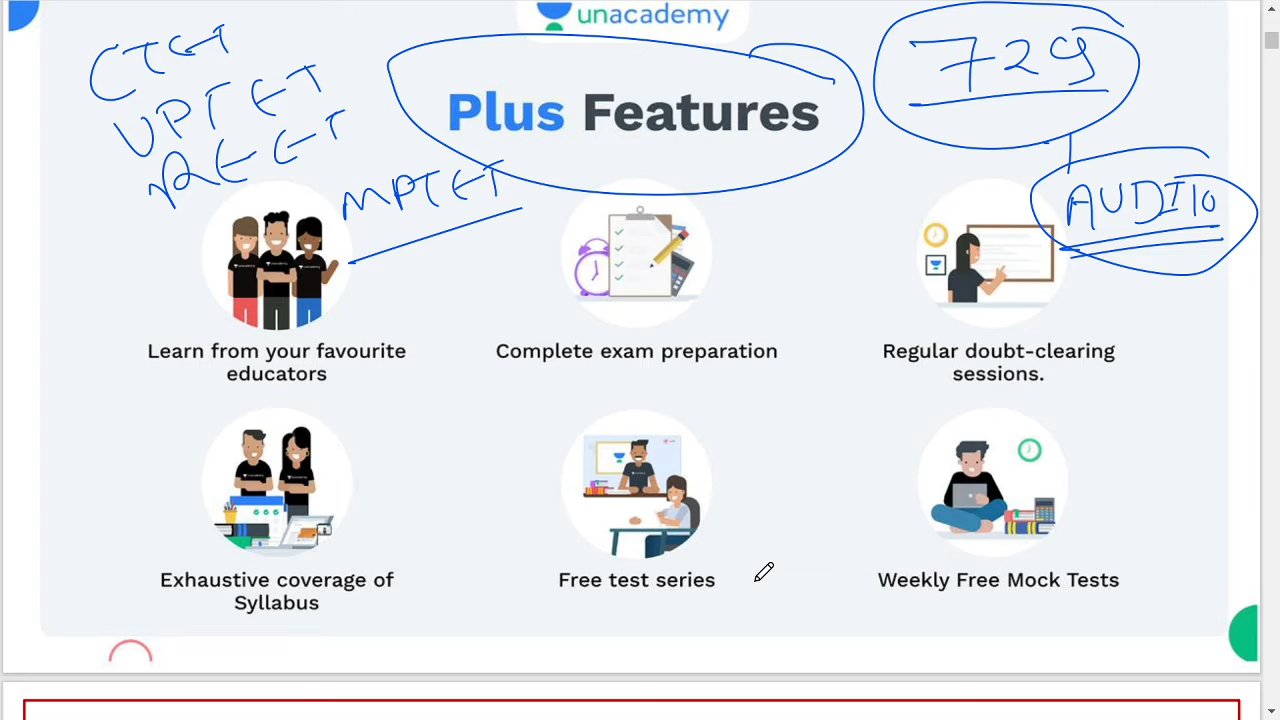 unacademy
CTET
UPTET
REET
MPTET
729
AUDIO
Plus Features
Learn from your favourite
educators
Complete exam preparation
Regular doubt-clearing
sessions.
Exhaustive coverage of
Syllabus
Free test series
Weekly Free Mock Tests